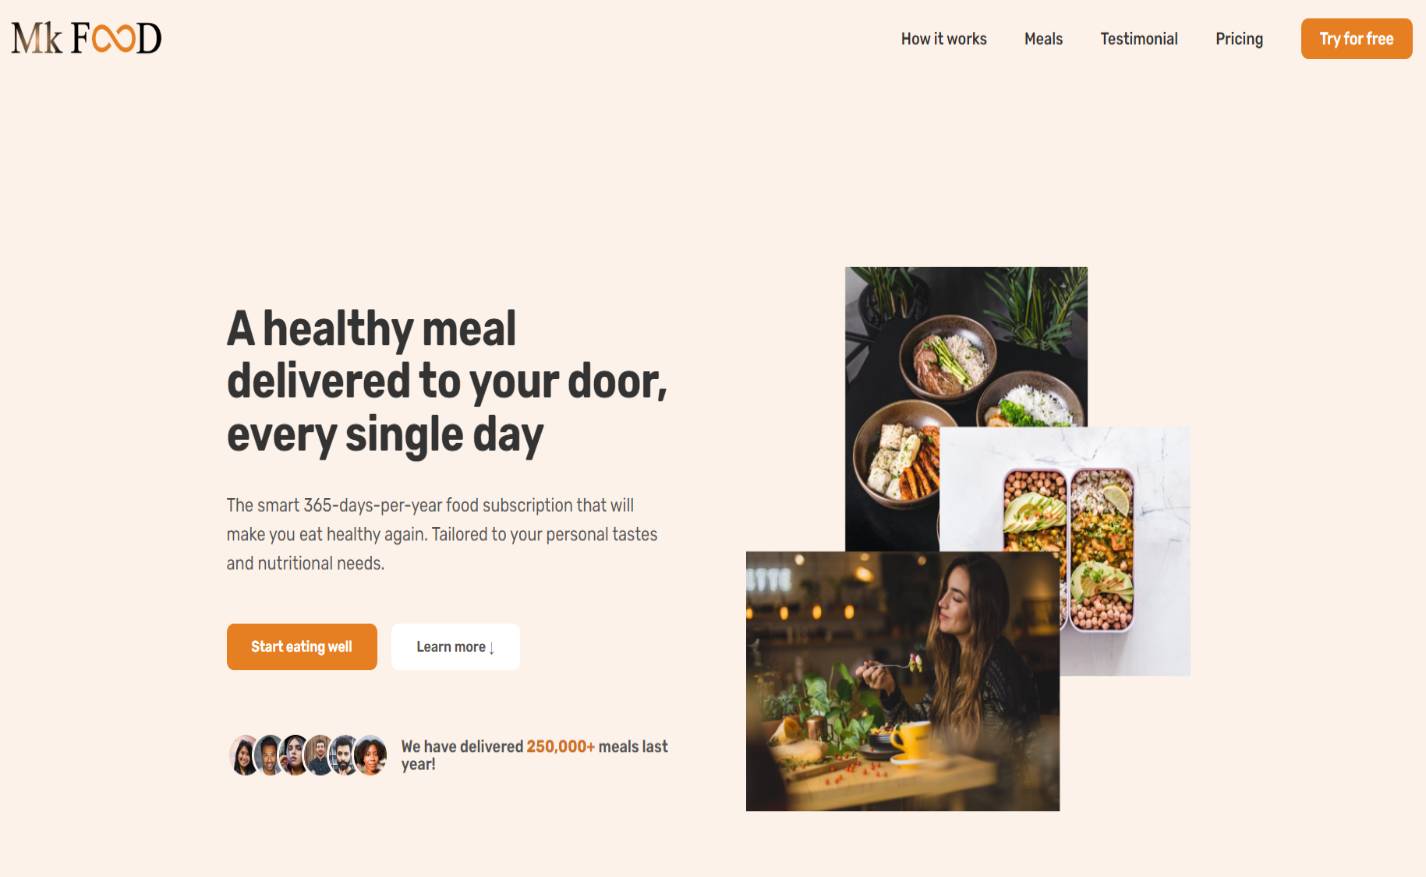 Mk FOOD
How it works
Meals
Testimonial
Pricing
Try for free
A healthy meal
delivered to your door,
every single day
The smart 365-days-per-year food subscription that will
make you eat healthy again. Tailored to your personal tastes
and nutritional needs.
Start eating well
Learn more ↓
We have delivered 250,000+ meals last
year!